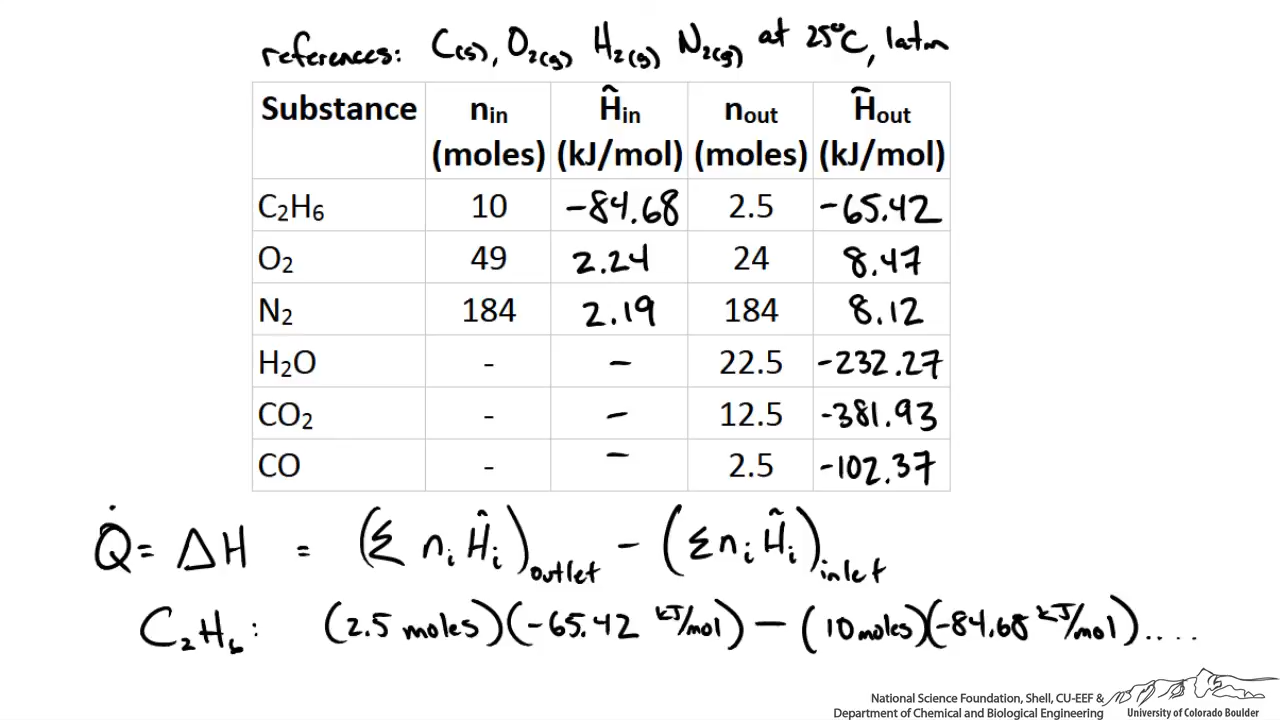 references: C(s), O2(g) H2(g) N2(g) at 25°C, 1atm
Substance nin (moles) Ĥin (kJ/mol) nout (moles) Ĥout (kJ/mol)
C2H6 10 -84.68 2.5 -65.42
O2 49 2.24 24 8.47
N2 184 2.19 184 8.12
H2O - - 22.5 -232.27
CO2 - - 12.5 -381.93
CO - - 2.5 -102.37
Q̇ = ΔH = (Σ ni Ĥi)outlet - (Σ ni Ĥi)inlet
C2H6: (2.5 moles)(-65.42 kJ/mol) - (10 moles)(-84.68 kJ/mol)....
National Science Foundation, Shell, CU-EEF &
Department of Chemical and Biological Engineering
University of Colorado Boulder